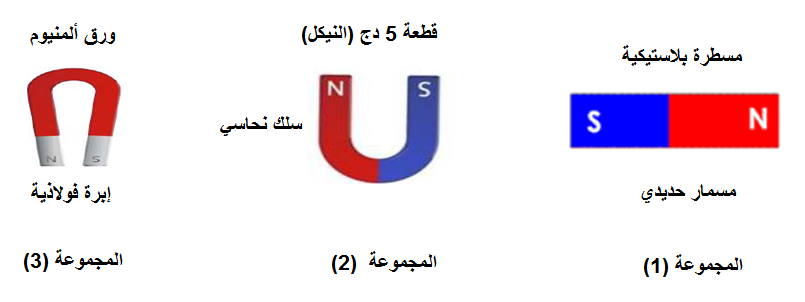 مسطرة بلاستيكية
S N
مسمار حديدي
المجموعة (1)
قطعة 5 دج (النيكل)
N S
سلك نحاسي
المجموعة (2)
ورق ألمنيوم
N S
إبرة فولاذية
المجموعة (3)